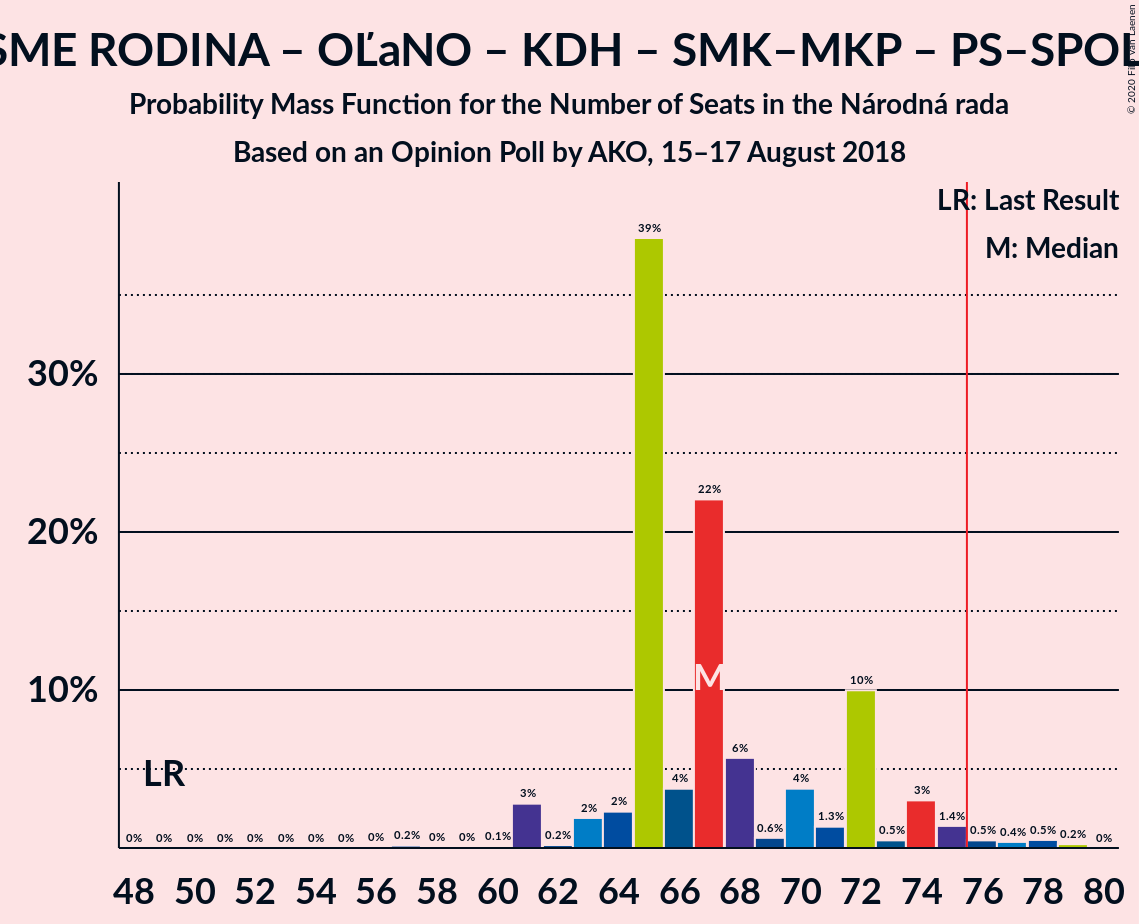 SME RODINA – OĽaNO – KDH – SMK–MKP – PS–SPOL
Probability Mass Function for the Number of Seats in the Národná rada
Based on an Opinion Poll by AKO, 15–17 August 2018
© 2020 Filip van Laenen
LR: Last Result
M: Median
30%
20%
10%
LR
M
0% 0% 0% 0% 0% 0% 0% 0% 0% 0.2% 0% 0% 0.1% 3% 0.2% 2% 2% 39% 4% 22% 6% 0.6% 4% 1.3% 10% 0.5% 3% 1.4% 0.5% 0.4% 0.5% 0.2% 0%
48 50 52 54 56 58 60 62 64 66 68 70 72 74 76 78 80